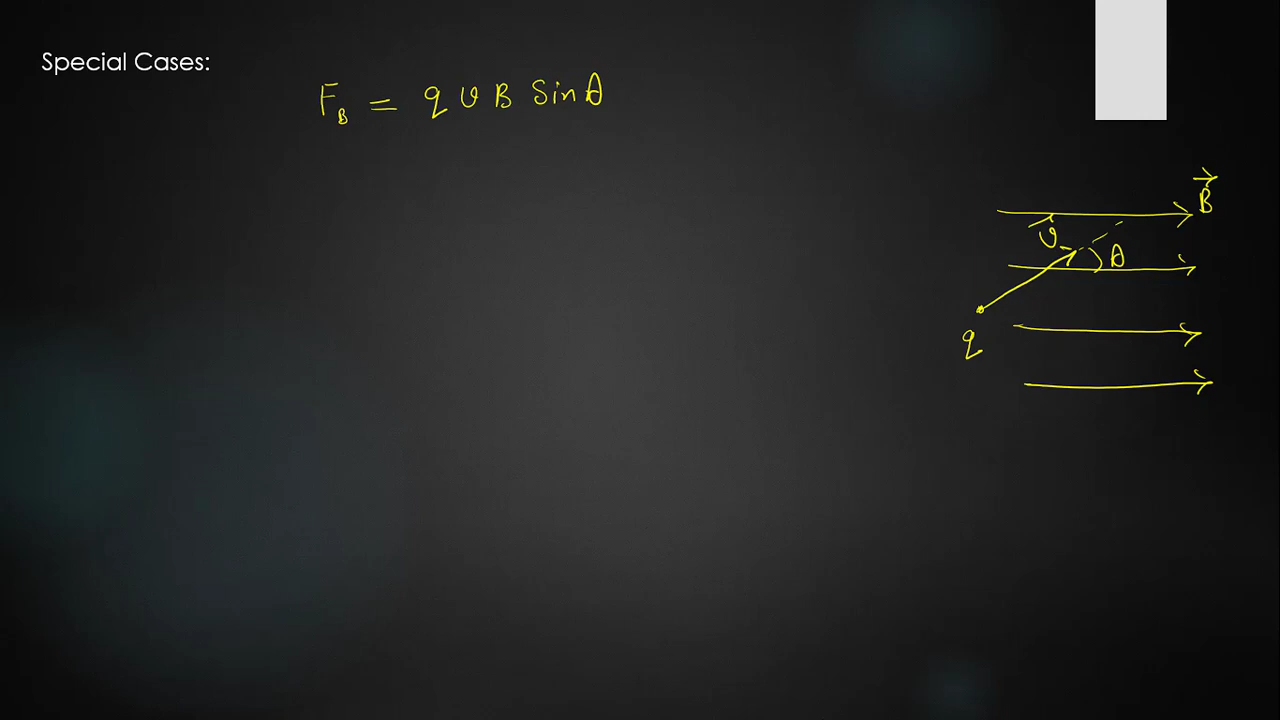 Special Cases:
F_B = q v B Sin θ
B⃗
v⃗
θ
q